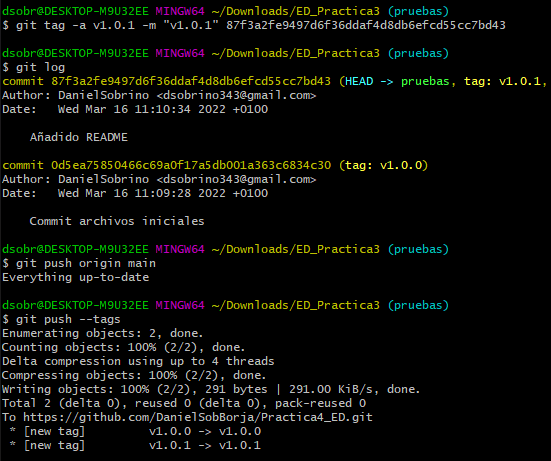 dsobr@DESKTOP-M9U32EE MINGW64 ~/Downloads/ED_Practica3 (pruebas)
$ git tag -a v1.0.1 -m "v1.0.1" 87f3a2fe9497d6f36ddaf4d8db6efcd55cc7bd43
dsobr@DESKTOP-M9U32EE MINGW64 ~/Downloads/ED_Practica3 (pruebas)
$ git log
commit 87f3a2fe9497d6f36ddaf4d8db6efcd55cc7bd43 (HEAD -> pruebas, tag: v1.0.1,
Author: DanielSobrino <dsobrino343@gmail.com>
Date:   Wed Mar 16 11:10:34 2022 +0100
    Añadido README
commit 0d5ea75850466c69a0f17a5db001a363c6834c30 (tag: v1.0.0)
Author: DanielSobrino <dsobrino343@gmail.com>
Date:   Wed Mar 16 11:09:28 2022 +0100
    Commit archivos iniciales
dsobr@DESKTOP-M9U32EE MINGW64 ~/Downloads/ED_Practica3 (pruebas)
$ git push origin main
Everything up-to-date
dsobr@DESKTOP-M9U32EE MINGW64 ~/Downloads/ED_Practica3 (pruebas)
$ git push --tags
Enumerating objects: 2, done.
Counting objects: 100% (2/2), done.
Delta compression using up to 4 threads
Compressing objects: 100% (2/2), done.
Writing objects: 100% (2/2), 291 bytes | 291.00 KiB/s, done.
Total 2 (delta 0), reused 0 (delta 0), pack-reused 0
To https://github.com/DanielSobBorja/Practica4_ED.git
 * [new tag]         v1.0.0 -> v1.0.0
 * [new tag]         v1.0.1 -> v1.0.1